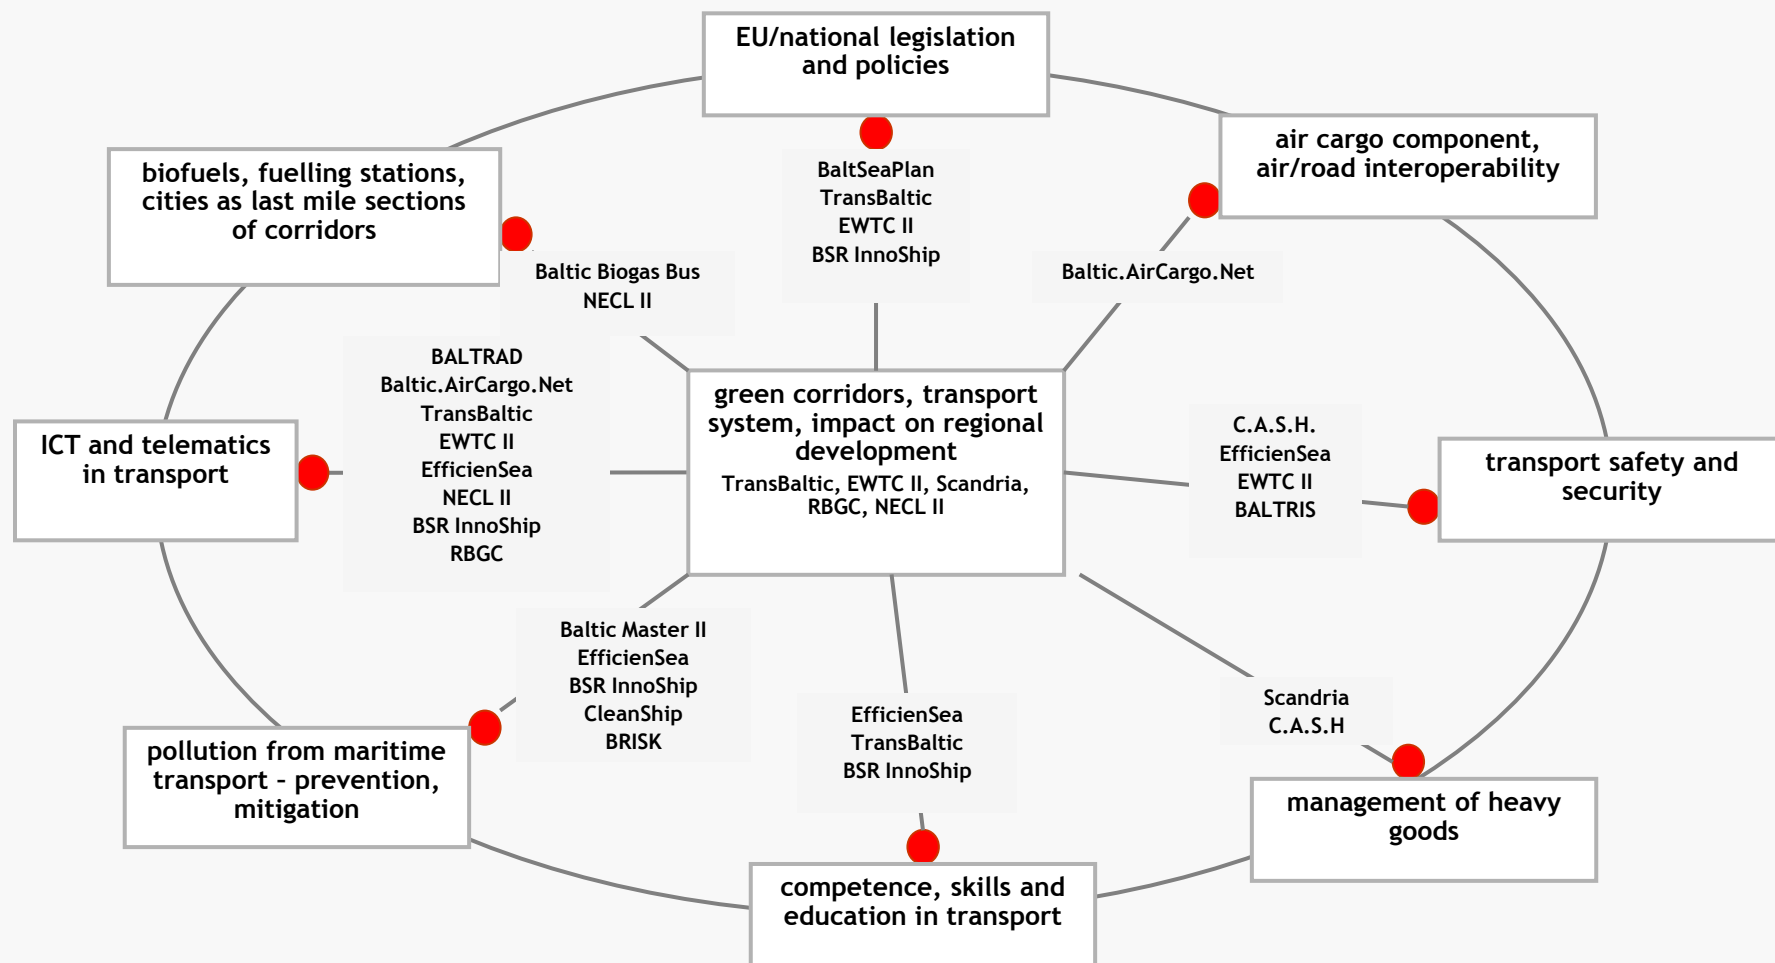 EU/national legislation
and policies
air cargo component,
air/road interoperability
biofuels, fuelling stations,
cities as last mile sections
of corridors
BaltSeaPlan
TransBaltic
EWTC II
BSR InnoShip
Baltic Biogas Bus
NECL II
Baltic.AirCargo.Net
BALTRAD
Baltic.AirCargo.Net
TransBaltic
EWTC II
EfficienSea
NECL II
BSR InnoShip
RBGC
green corridors, transport
system, impact on regional
development
TransBaltic, EWTC II, Scandria,
RBGC, NECL II
C.A.S.H.
EfficienSea
EWTC II
BALTRIS
ICT and telematics
in transport
transport safety and
security
Baltic Master II
EfficienSea
BSR InnoShip
CleanShip
BRISK
EfficienSea
TransBaltic
BSR InnoShip
Scandria
C.A.S.H
pollution from maritime
transport - prevention,
mitigation
management of heavy
goods
competence, skills and
education in transport